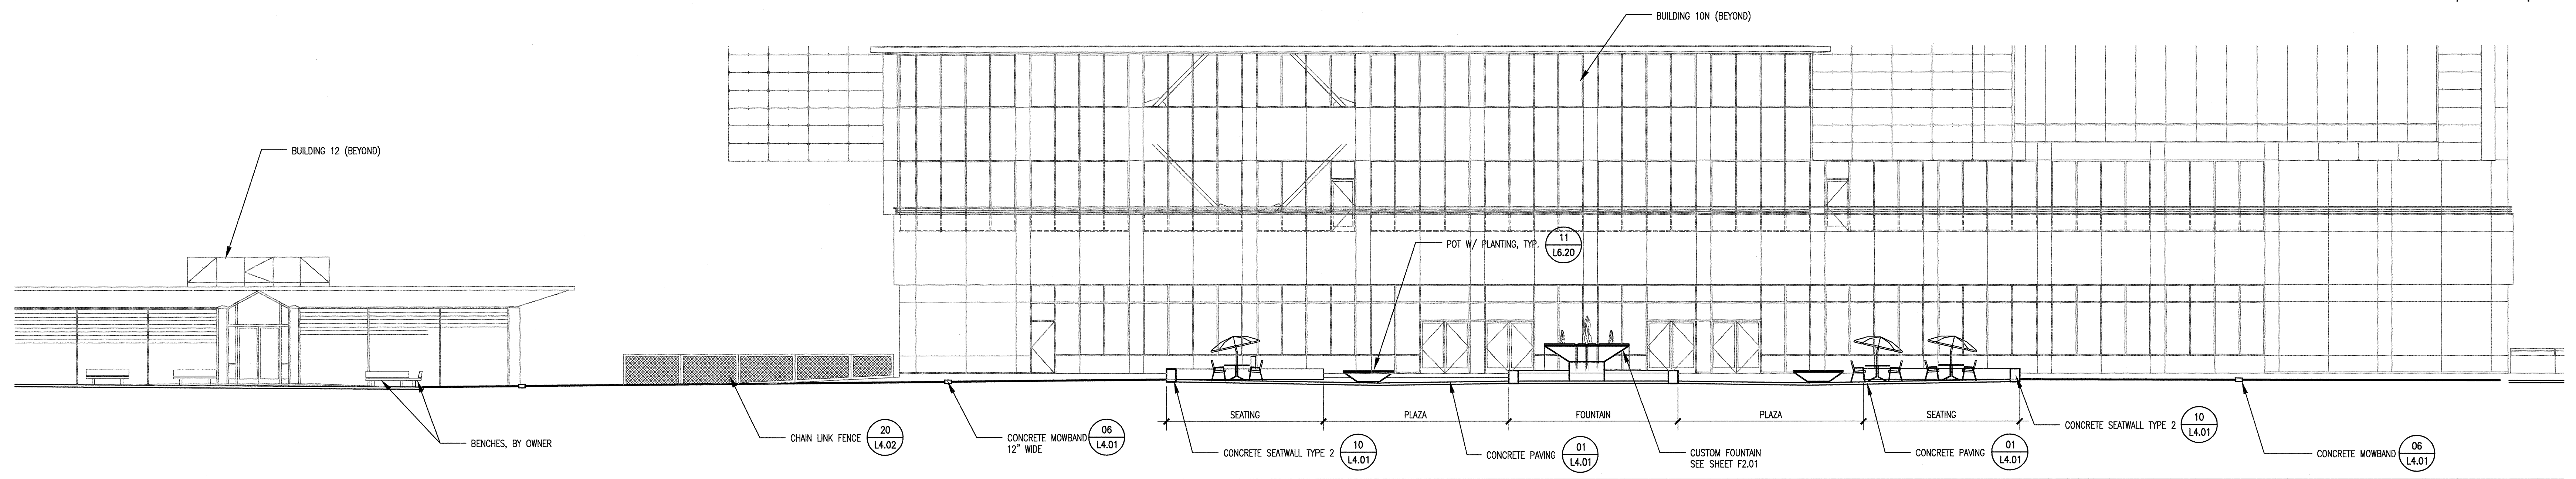 BUILDING 10N (BEYOND)
BUILDING 12 (BEYOND)
POT W/ PLANTING, TYP.
11
L6.20
SEATING
PLAZA
FOUNTAIN
PLAZA
SEATING
BENCHES, BY OWNER
CHAIN LINK FENCE
20
L4.02
CONCRETE MOWBAND
12" WIDE
06
L4.01
CONCRETE SEATWALL TYPE 2
10
L4.01
CONCRETE PAVING
01
L4.01
CUSTOM FOUNTAIN
SEE SHEET F2.01
CONCRETE PAVING
01
L4.01
CONCRETE SEATWALL TYPE 2
10
L4.01
CONCRETE MOWBAND
06
L4.01